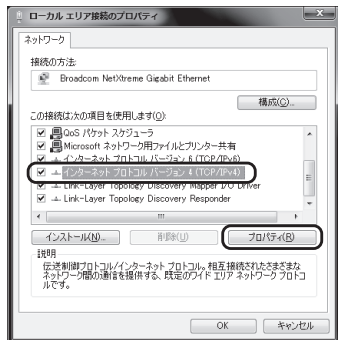 ローカル エリア接続のプロパティ
ネットワーク
接続の方法:
Broadcom NetXtreme Gigabit Ethernet
構成(C)...
この接続は次の項目を使用します(O):
QoS パケット スケジューラ
Microsoft ネットワーク用ファイルとプリンター共有
インターネット プロトコル バージョン 6 (TCP/IPv6)
インターネット プロトコル バージョン 4 (TCP/IPv4)
Link-Layer Topology Discovery Mapper I/O Driver
Link-Layer Topology Discovery Responder
インストール(N)... 削除(U) プロパティ(R)
説明
伝送制御プロトコル/インターネット プロトコル。相互接続されたさまざまな
ネットワーク間の通信を提供する、既定のワイド エリア ネットワーク プロトコ
ルです。
OK キャンセル